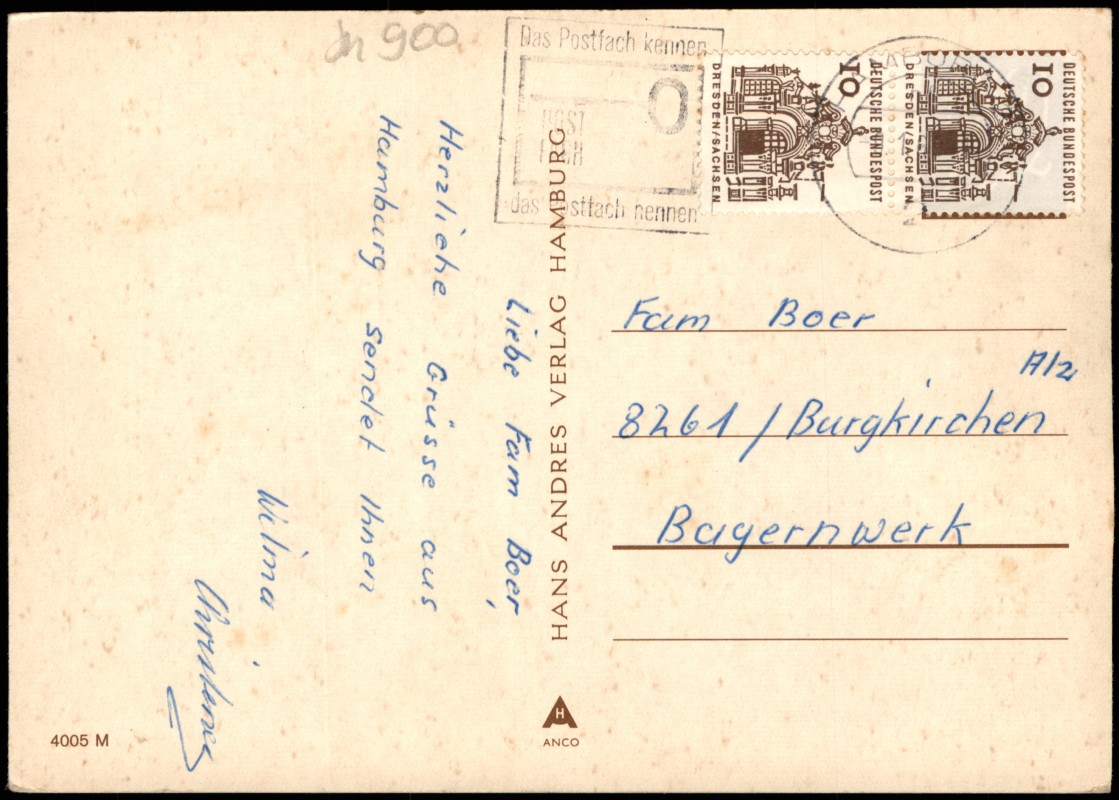 900
Das Postfach kennen
das Postfach nennen
DEUTSCHE BUNDESPOST
10
DRESDEN/SACHSEN
DEUTSCHE BUNDESPOST
10
DRESDEN/SACHSEN
Liebe Fam Boer,
Herzliche Grüsse aus
Hamburg sendet Ihnen
Wilma
HANS ANDRES VERLAG HAMBURG
Fam Boer
A/2
8261 / Burgkirchen
Bayernwerk
4005 M
H
ANCO